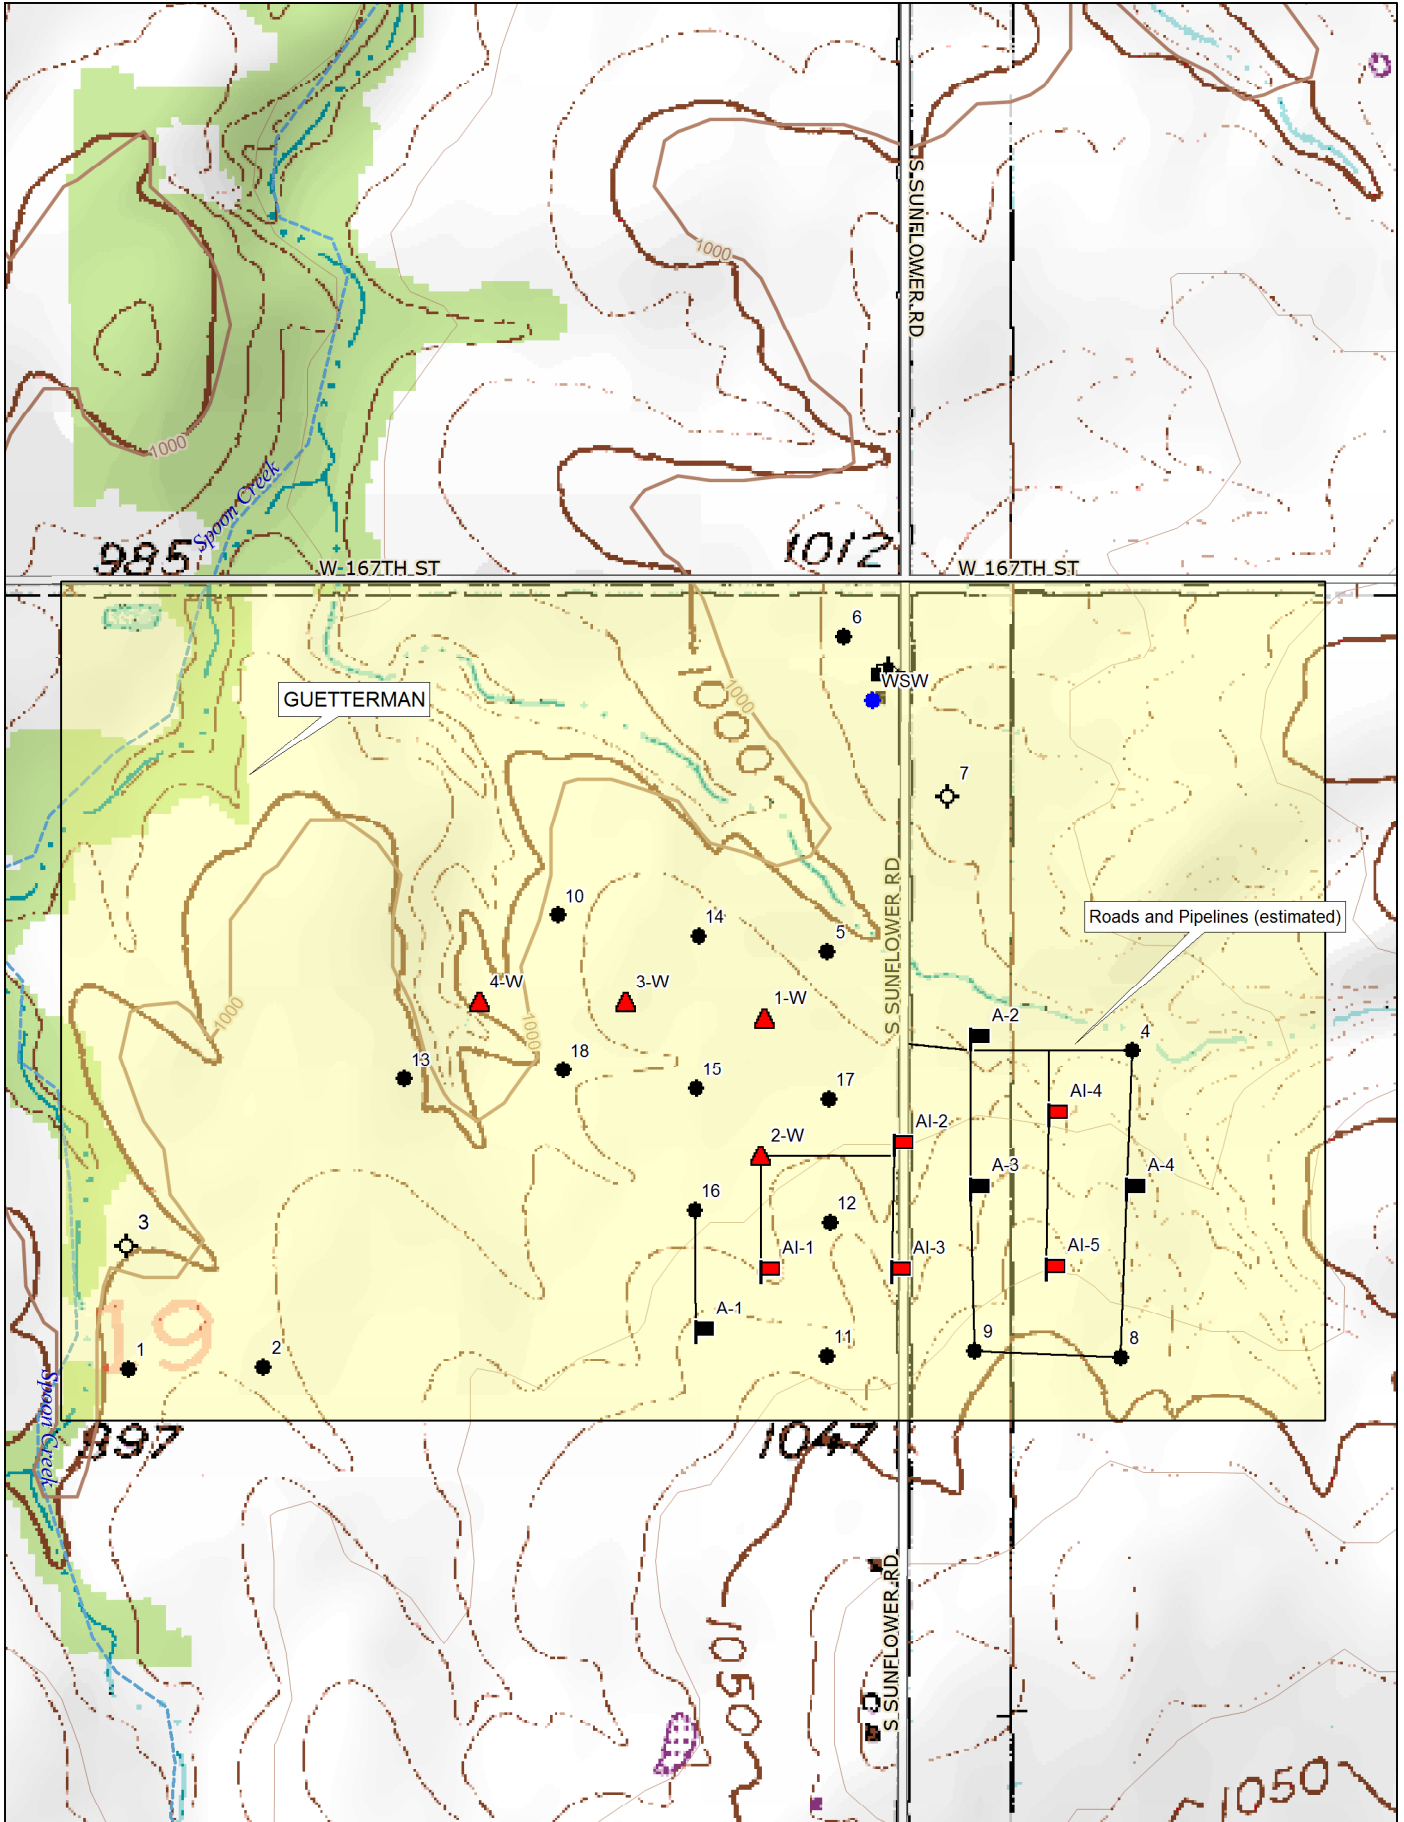 S SUNFLOWER RD
1000
1000
Spoon Creek
985
1012
W 167TH ST
W 167TH ST
6
WSW
GUETTERMAN
1000
1000
7
S SUNFLOWER RD
10
14
5
Roads and Pipelines (estimated)
4-W
3-W
1-W
1000
1000
A-2
4
13
18
15
17
AI-4
AI-2
2-W
A-3
A-4
16
12
3
AI-1
AI-3
AI-5
A-1
19
1
2
11
9
8
Spoon Creek
897
1047
S SUNFLOWER RD
1050
1050